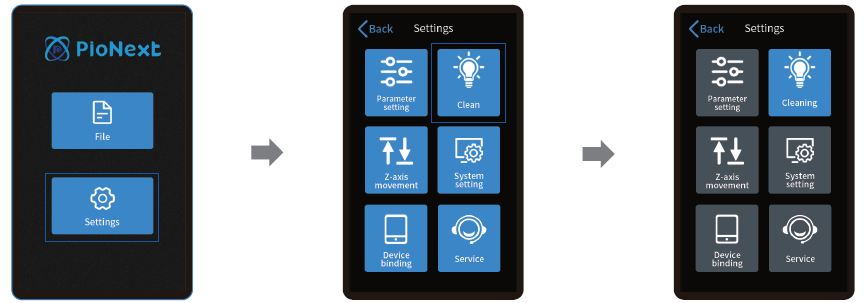 PioNext
File
Settings
Back
Settings
Parameter
setting
Clean
Z-axis
movement
System
setting
Device
binding
Service
Back
Settings
Parameter
setting
Cleaning
Z-axis
movement
System
setting
Device
binding
Service